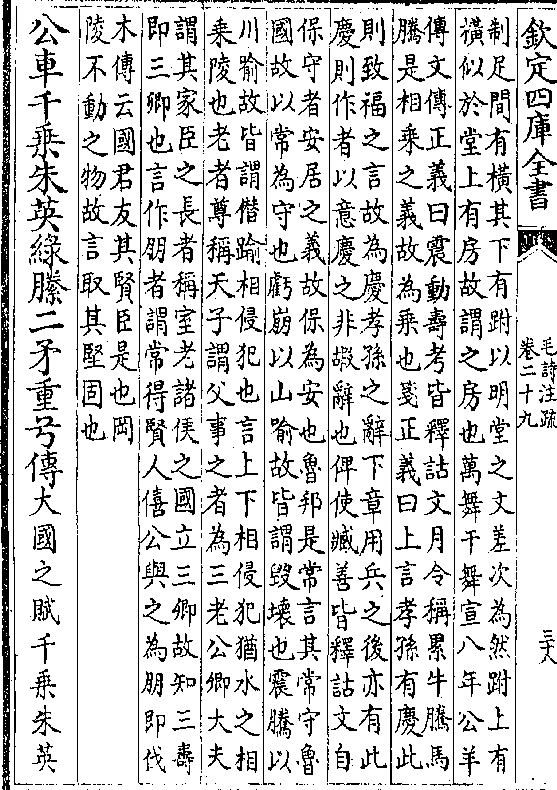 欽定四庫全書
毛詩注疏
卷二十九
三十八
制足間有橫其下有跗以明堂之文差次為然跗上有
橫似於堂上有房故謂之房也萬舞干舞宣八年公羊
傳文傳正義曰震動壽考皆釋詁文月令稱累牛騰馬
騰是相乘之義故為乘也箋正義曰上言孝孫有慶此
則致福之言故為慶孝孫之辭下章用兵之後亦有此
慶則作者以意慶之非嘏辭也俾使臧善皆釋詁文自
保守者安居之義故保為安也魯邦是常言其常守魯
國故以常為守也虧崩以山喻故皆謂毀壞也震騰以
川喻故皆謂僭踰相侵犯也言上下相侵犯猶水之相
乘陵也老者尊稱天子謂父事之者為三老公卿大夫
謂其家臣之長者稱室老諸侯之國立三卿故知三壽
即三卿也言作朋者謂常得賢人僖公與之為朋即伐
木傳云國君友其賢臣是也岡
陵不動之物故言取其堅固也
公車千乗朱英綠縢二矛重弓傳大國之賦千乗朱英